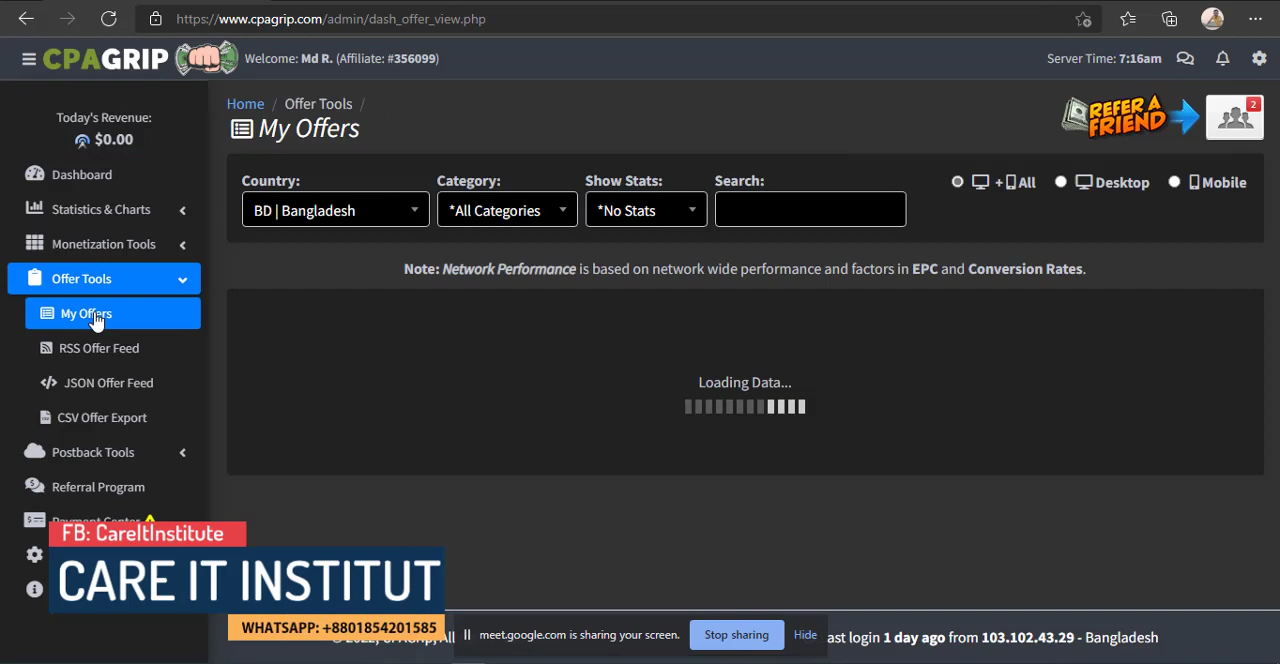 https://www.cpagrip.com/admin/dash_offer_view.php
CPAGRIP
Welcome: Md R. (Affiliate: #356099)
Server Time: 7:16am
Today's Revenue:
$0.00
Dashboard
Statistics & Charts
Monetization Tools
Offer Tools
My Offers
RSS Offer Feed
JSON Offer Feed
CSV Offer Export
Postback Tools
Referral Program
Payment Center
Home / Offer Tools /
My Offers
REFER A
FRIEND
2
Country:
Category:
Show Stats:
Search:
BD | Bangladesh
*All Categories
*No Stats
+ All
Desktop
Mobile
Note: Network Performance is based on network wide performance and factors in EPC and Conversion Rates.
Loading Data...
FB: CareItInstitute
CARE IT INSTITUT
WHATSAPP: +8801854201585
meet.google.com is sharing your screen.
Stop sharing
Hide
ast login 1 day ago from 103.102.43.29 - Bangladesh